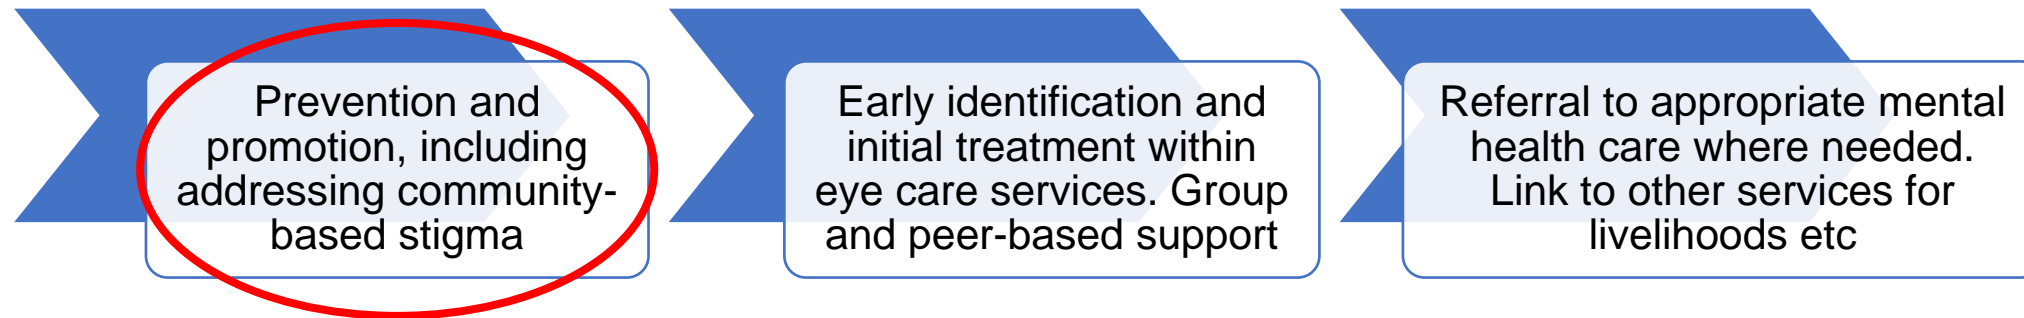 Prevention and
promotion, including
addressing community-
based stigma
Early identification and
initial treatment within
eye care services. Group
and peer-based support
Referral to appropriate mental
health care where needed.
Link to other services for
livelihoods etc